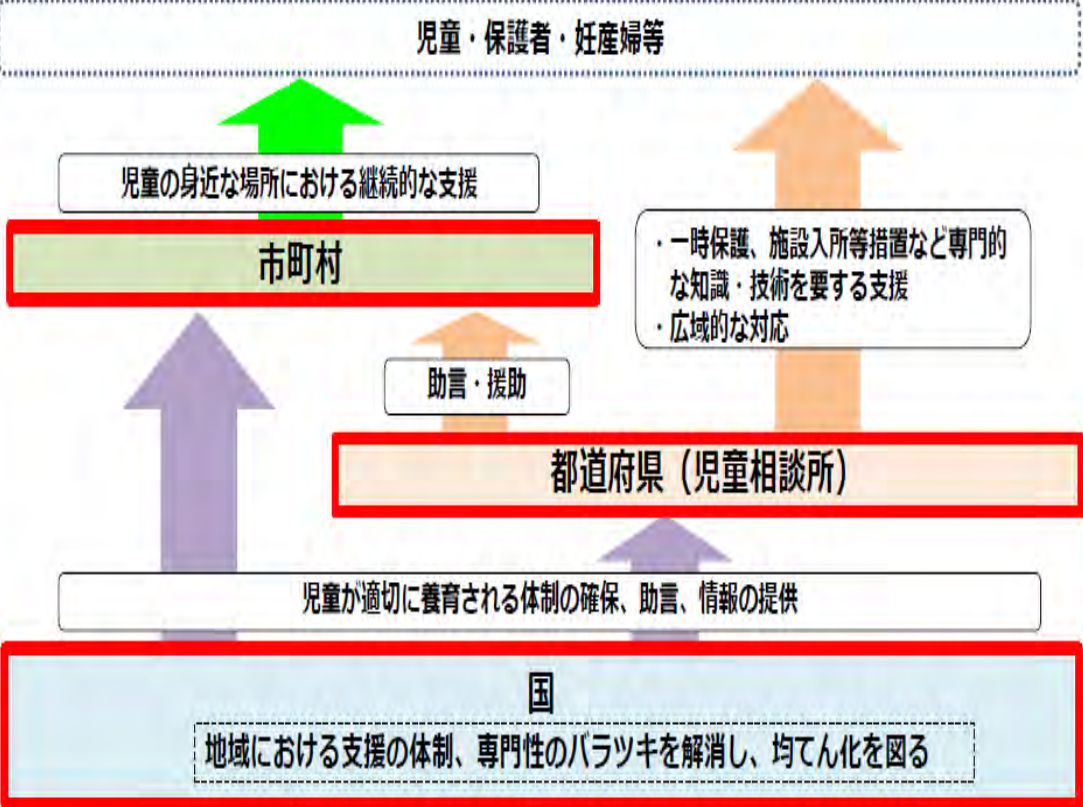 児童・保護者・妊産婦等
児童の身近な場所における継続的な支援
市町村
・一時保護、施設入所等措置など専門的
な知識・技術を要する支援
・広域的な対応
助言・援助
都道府県（児童相談所）
児童が適切に養育される体制の確保、助言、情報の提供
国
地域における支援の体制、専門性のバラツキを解消し、均てん化を図る